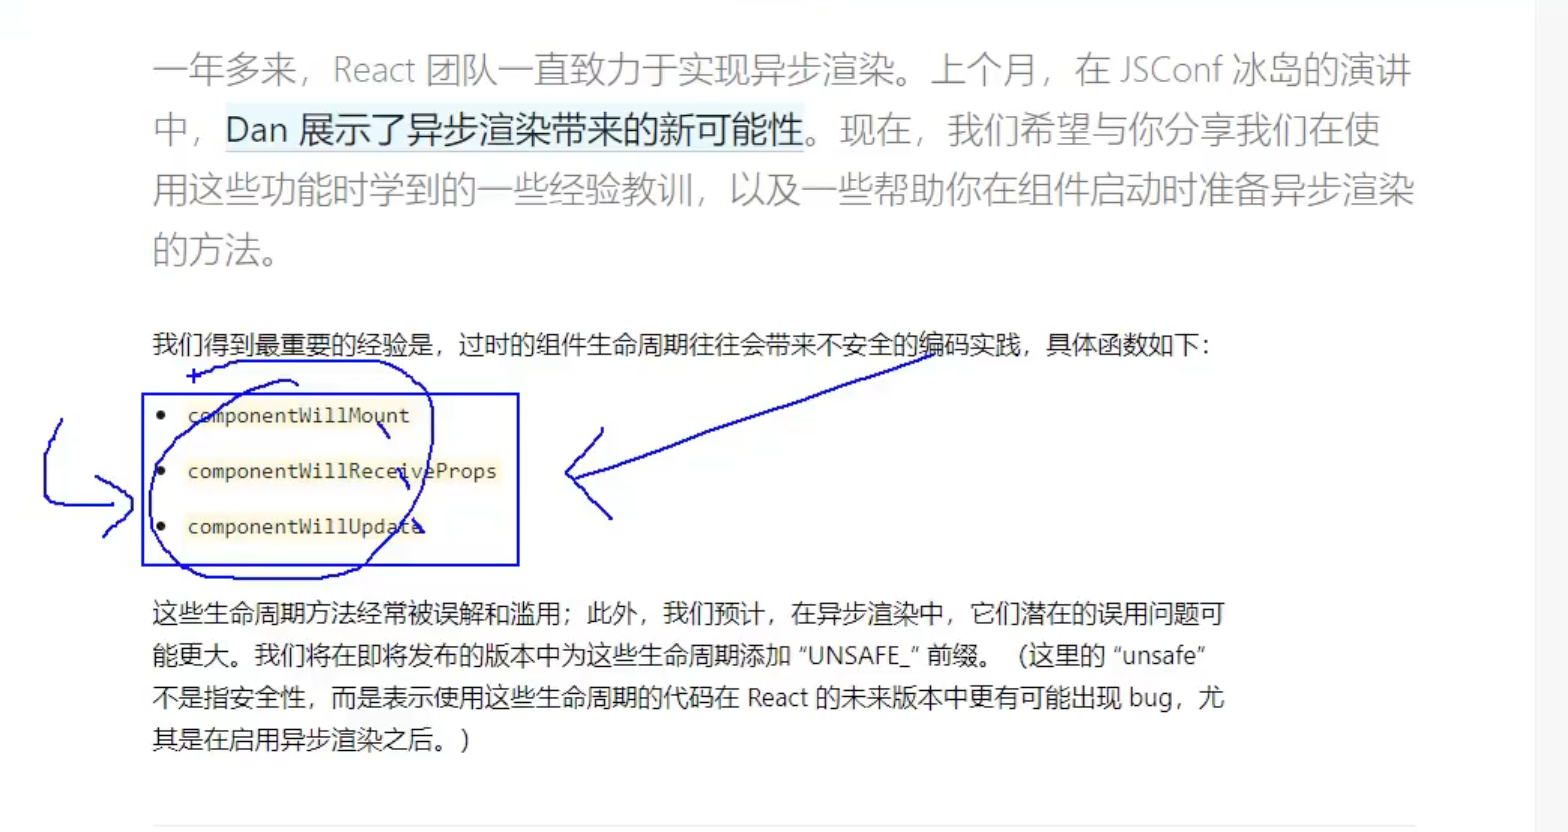 一年多来，React 团队一直致力于实现异步渲染。上个月，在 JSConf 冰岛的演讲
中，Dan 展示了异步渲染带来的新可能性。现在，我们希望与你分享我们在使
用这些功能时学到的一些经验教训，以及一些帮助你在组件启动时准备异步渲染
的方法。
我们得到最重要的经验是，过时的组件生命周期往往会带来不安全的编码实践，具体函数如下：
• componentWillMount
• componentWillReceiveProps
• componentWillUpdate
这些生命周期方法经常被误解和滥用；此外，我们预计，在异步渲染中，它们潜在的误用问题可
能更大。我们将在即将发布的版本中为这些生命周期添加 “UNSAFE_” 前缀。（这里的 “unsafe”
不是指安全性，而是表示使用这些生命周期的代码在 React 的未来版本中更有可能出现 bug，尤
其是在启用异步渲染之后。）